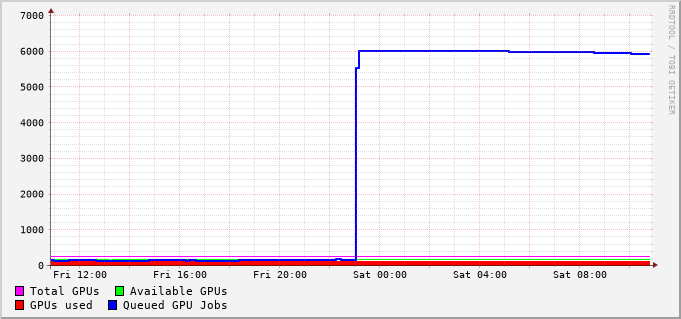 7000
6000
5000
4000
3000
2000
1000
0
Fri 12:00 Fri 16:00 Fri 20:00 Sat 00:00 Sat 04:00 Sat 08:00
Total GPUs Available GPUs
GPUs used Queued GPU Jobs
RRDTOOL / TOBI OETIKER